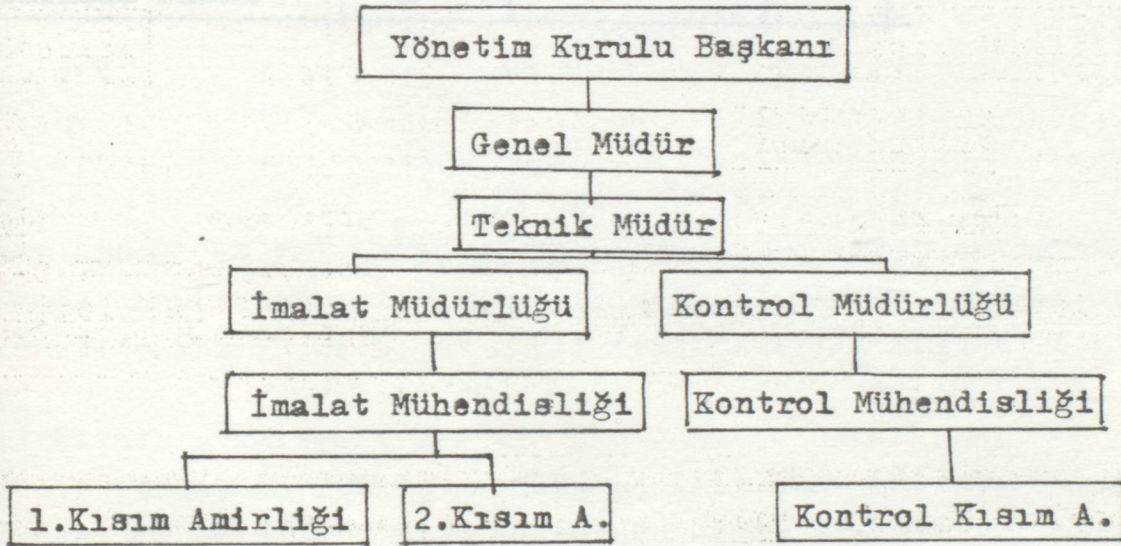 Yönetim Kurulu Başkanı
Genel Müdür
Teknik Müdür
İmalat Müdürlüğü
Kontrol Müdürlüğü
İmalat Mühendisliği
Kontrol Mühendisliği
1.Kısım Amirliği
2.Kısım A.
Kontrol Kısım A.